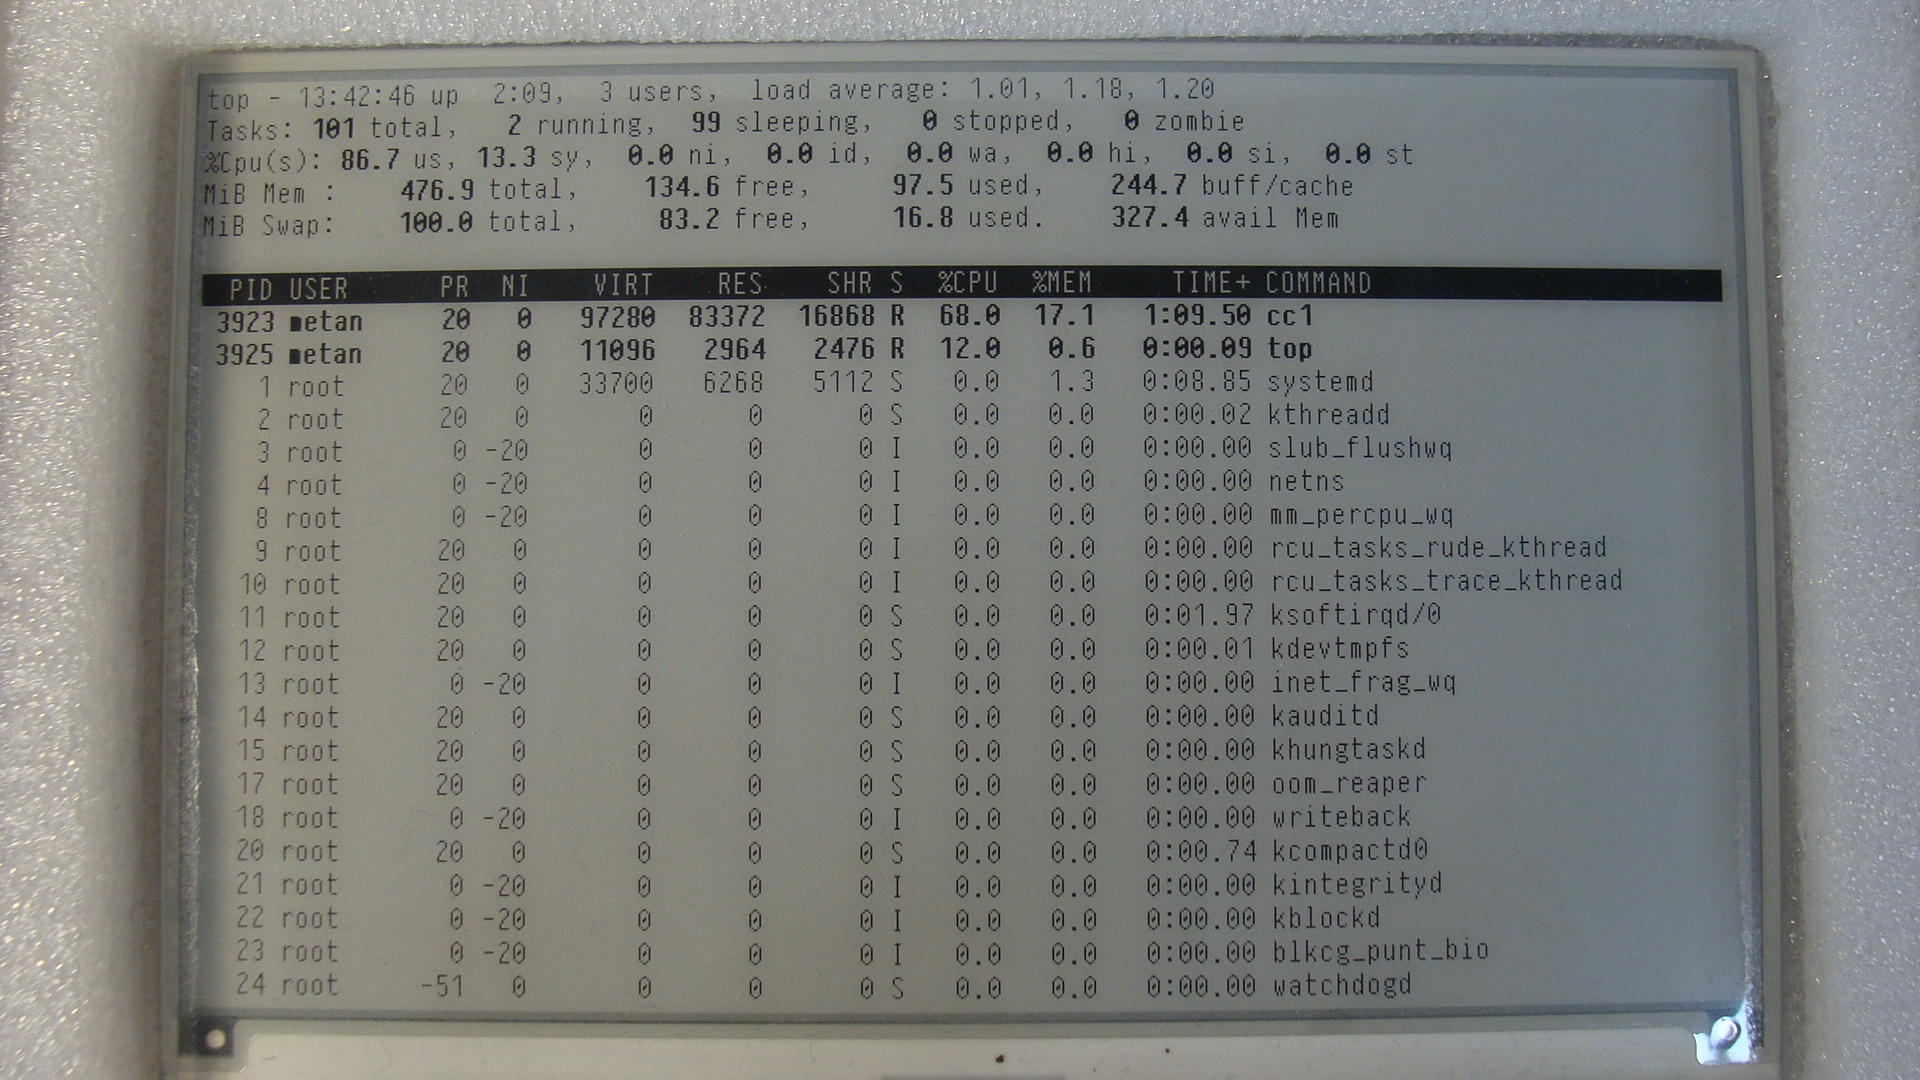 top - 13:42:46 up  2:09,  3 users,  load average: 1.01, 1.18, 1.20
Tasks: 101 total,   2 running,  99 sleeping,   0 stopped,   0 zombie
%Cpu(s): 86.7 us, 13.3 sy,  0.0 ni,  0.0 id,  0.0 wa,  0.0 hi,  0.0 si,  0.0 st
MiB Mem :    476.9 total,    134.6 free,     97.5 used,    244.7 buff/cache
MiB Swap:    100.0 total,     83.2 free,     16.8 used.    327.4 avail Mem
PID USER      PR  NI    VIRT    RES    SHR S  %CPU  %MEM     TIME+ COMMAND
3923 metan     20   0   97280  83372  16868 R  68.0  17.1   1:09.50 cc1
3925 metan     20   0   11096   2964   2476 R  12.0   0.6   0:00.09 top
1 root      20   0   33700   6268   5112 S   0.0   1.3   0:08.85 systemd
2 root      20   0       0      0      0 S   0.0   0.0   0:00.02 kthreadd
3 root       0 -20       0      0      0 I   0.0   0.0   0:00.00 slub_flushwq
4 root       0 -20       0      0      0 I   0.0   0.0   0:00.00 netns
8 root       0 -20       0      0      0 I   0.0   0.0   0:00.00 mm_percpu_wq
9 root      20   0       0      0      0 I   0.0   0.0   0:00.00 rcu_tasks_rude_kthread
10 root      20   0       0      0      0 I   0.0   0.0   0:00.00 rcu_tasks_trace_kthread
11 root      20   0       0      0      0 S   0.0   0.0   0:01.97 ksoftirqd/0
12 root      20   0       0      0      0 S   0.0   0.0   0:00.01 kdevtmpfs
13 root       0 -20       0      0      0 I   0.0   0.0   0:00.00 inet_frag_wq
14 root      20   0       0      0      0 S   0.0   0.0   0:00.00 kauditd
15 root      20   0       0      0      0 S   0.0   0.0   0:00.00 khungtaskd
17 root      20   0       0      0      0 S   0.0   0.0   0:00.00 oom_reaper
18 root       0 -20       0      0      0 I   0.0   0.0   0:00.00 writeback
20 root      20   0       0      0      0 S   0.0   0.0   0:00.74 kcompactd0
21 root       0 -20       0      0      0 I   0.0   0.0   0:00.00 kintegrityd
22 root       0 -20       0      0      0 I   0.0   0.0   0:00.00 kblockd
23 root       0 -20       0      0      0 I   0.0   0.0   0:00.00 blkcg_punt_bio
24 root     -51   0       0      0      0 S   0.0   0.0   0:00.00 watchdogd